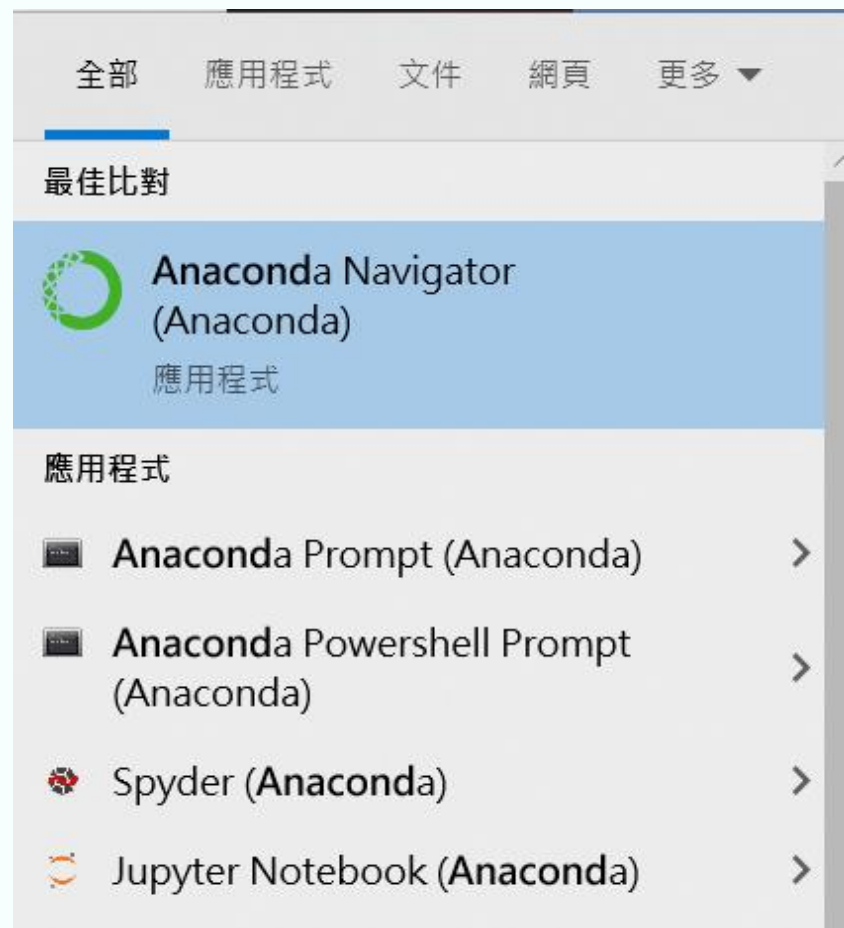 全部 應用程式 文件 網頁 更多
最佳比對
Anaconda Navigator
(Anaconda)
應用程式
應用程式
Anaconda Prompt (Anaconda)
Anaconda Powershell Prompt
(Anaconda)
Spyder (Anaconda)
Jupyter Notebook (Anaconda)